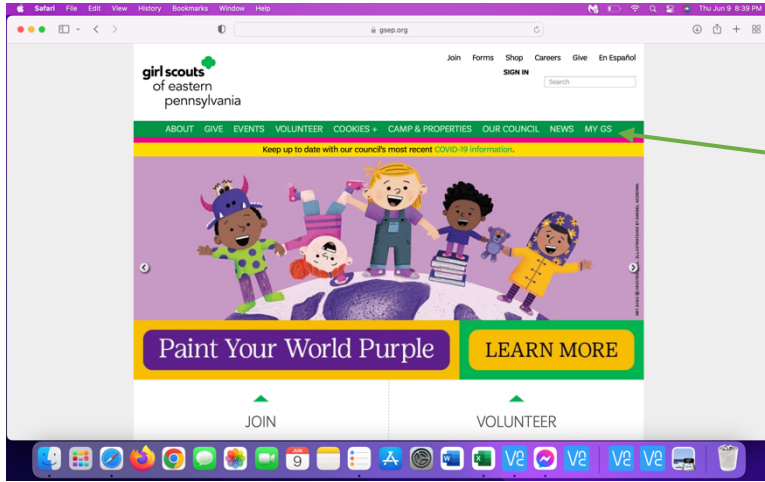 Safari File Edit View History Bookmarks Window Help Thu Jun 9 8:39 PM
gsep.org
Join Forms Shop Careers Give En Español
SIGN IN
Search
girl scouts
of eastern
pennsylvania
ABOUT GIVE EVENTS VOLUNTEER COOKIES + CAMP & PROPERTIES OUR COUNCIL NEWS MY GS
Keep up to date with our council's most recent COVID-19 information.
Paint Your World Purple
LEARN MORE
JOIN
VOLUNTEER
JUN
9